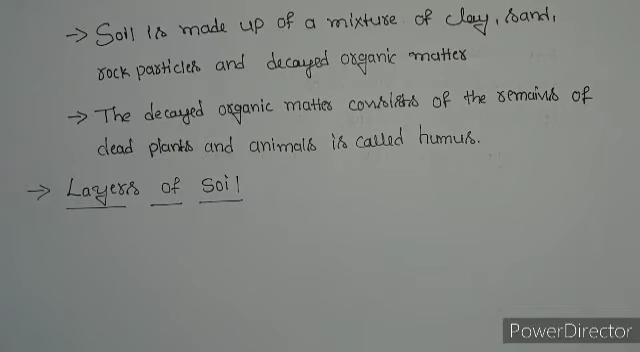 → Soil is made up of a mixture of clay, sand,
rock particles and decayed organic matter
→ The decayed organic matter consists of the remains of
dead plants and animals is called humus.
→ Layers of soil
PowerDirector